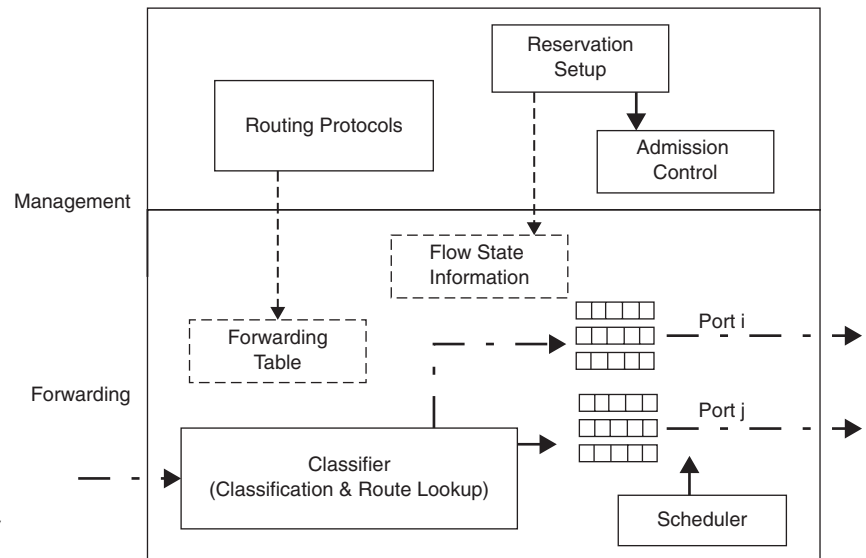 Reservation
Setup
Routing Protocols
Admission
Control
Management
Flow State
Information
Forwarding
Table
Port i
Forwarding
Port j
Classifier
(Classification & Route Lookup)
Scheduler